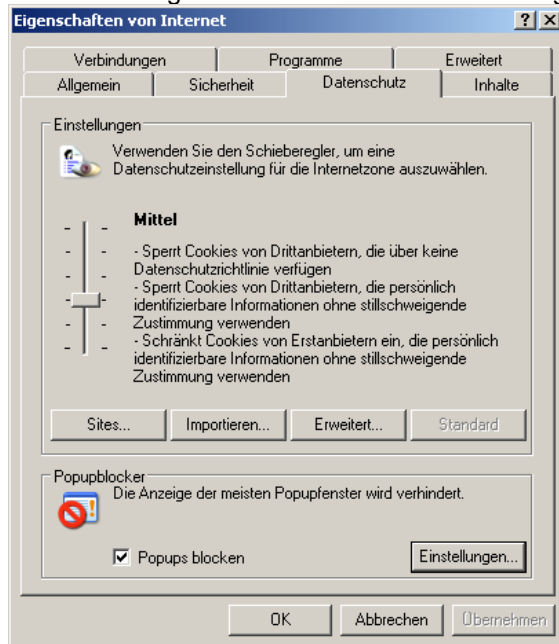 Eigenschaften von Internet
Verbindungen Programme Erweitert
Allgemein Sicherheit Datenschutz Inhalte
Einstellungen
Verwenden Sie den Schieberegler, um eine
Datenschutzeinstellung für die Internetzone auszuwählen.
Mittel
- Sperrt Cookies von Drittanbietern, die über keine
Datenschutzrichtlinie verfügen
- Sperrt Cookies von Drittanbietern, die persönlich
identifizierbare Informationen ohne stillschweigende
Zustimmung verwenden
- Schränkt Cookies von Erstanbietern ein, die persönlich
identifizierbare Informationen ohne stillschweigende
Zustimmung verwenden
Sites... Importieren... Erweitert... Standard
Popupblocker
Die Anzeige der meisten Popupfenster wird verhindert.
Popups blocken Einstellungen...
OK Abbrechen Übernehmen